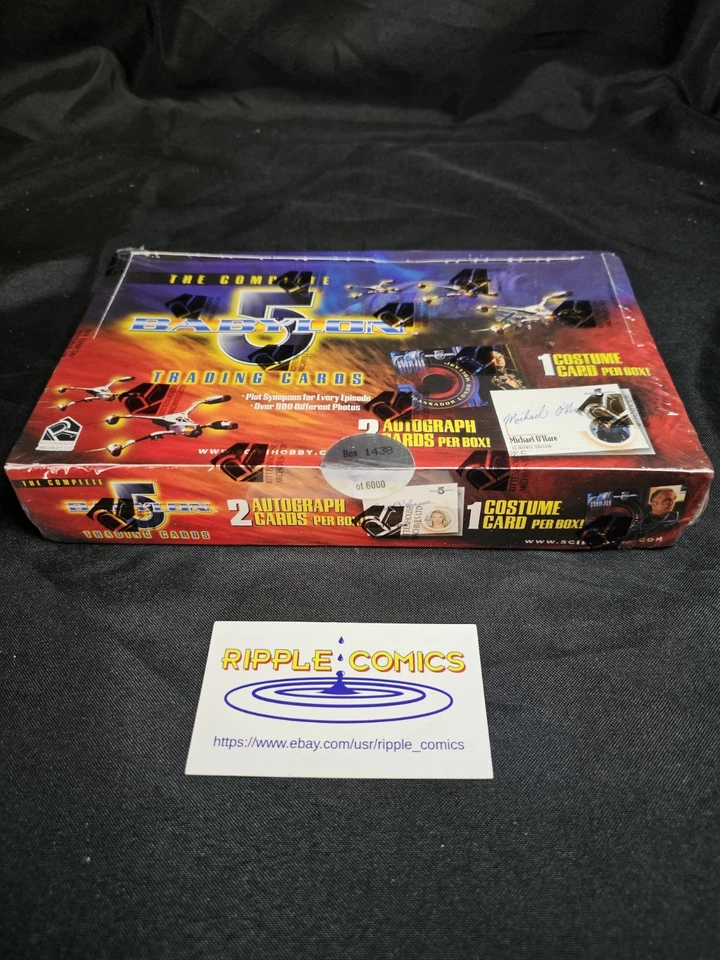 THE COMPLETE
5
BABYLON
TRADING CARDS
• Plot Synopses for Every Episode
1 COSTUME
CARD PER BOX!
2 AUTOGRAPH
CARDS PER BOX!
Michael O'Hare
Box 1438
of 6000
THE COMPLETE
5
BABYLON
TRADING CARDS
2 AUTOGRAPH
CARDS PER BOX
1 COSTUME
CARD PER BOX!
RIPPLE COMICS
https://www.ebay.com/usr/ripple_comics